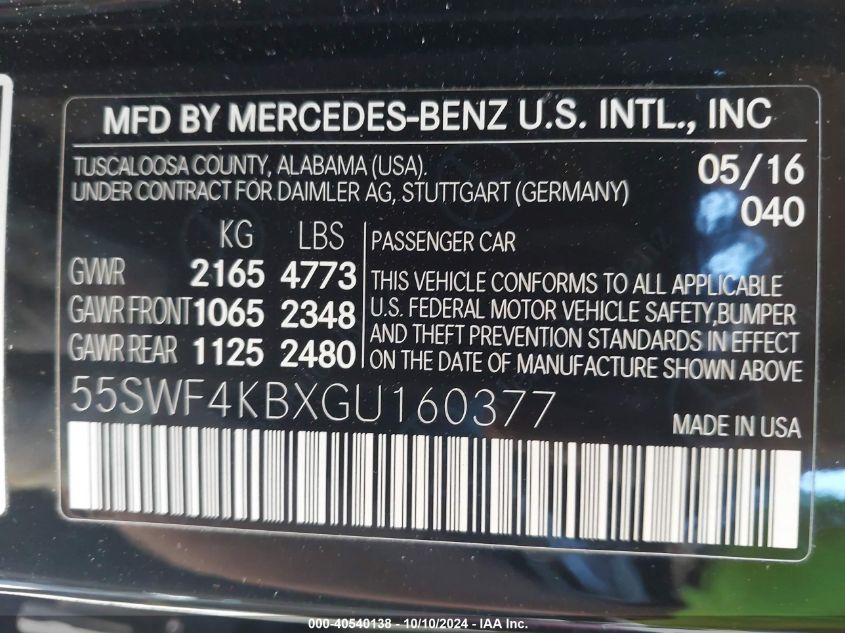 MFD BY MERCEDES-BENZ U.S. INTL., INC
TUSCALOOSA COUNTY, ALABAMA (USA). 05/16
UNDER CONTRACT FOR DAIMLER AG, STUTTGART (GERMANY) 040
KG LBS
GVWR 2165 4773
GAWR FRONT 1065 2348
GAWR REAR 1125 2480
PASSENGER CAR
THIS VEHICLE CONFORMS TO ALL APPLICABLE
U.S. FEDERAL MOTOR VEHICLE SAFETY,BUMPER
AND THEFT PREVENTION STANDARDS IN EFFECT
ON THE DATE OF MANUFACTURE SHOWN ABOVE
55SWF4KBXGU160377
MADE IN USA
000-40540138 - 10/10/2024 - IAA Inc.